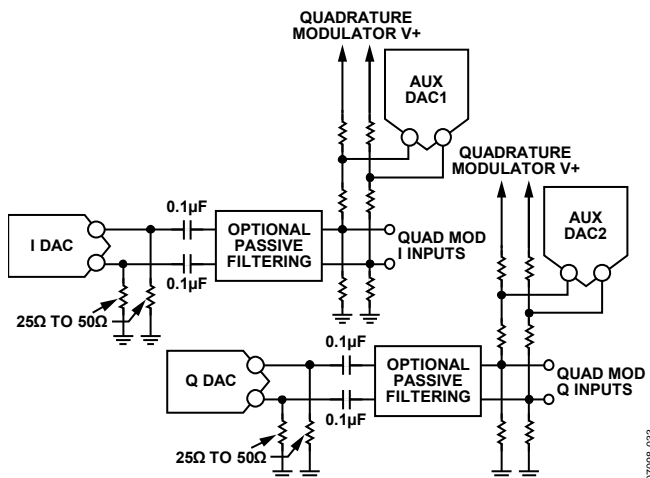 QUADRATURE
MODULATOR V+
AUX
DAC1
QUADRATURE
MODULATOR V+
AUX
DAC2
0.1µF
I DAC
OPTIONAL
PASSIVE
FILTERING
QUAD MOD
I INPUTS
0.1µF
25Ω TO 50Ω
0.1µF
Q DAC
OPTIONAL
PASSIVE
FILTERING
QUAD MOD
Q INPUTS
0.1µF
25Ω TO 50Ω